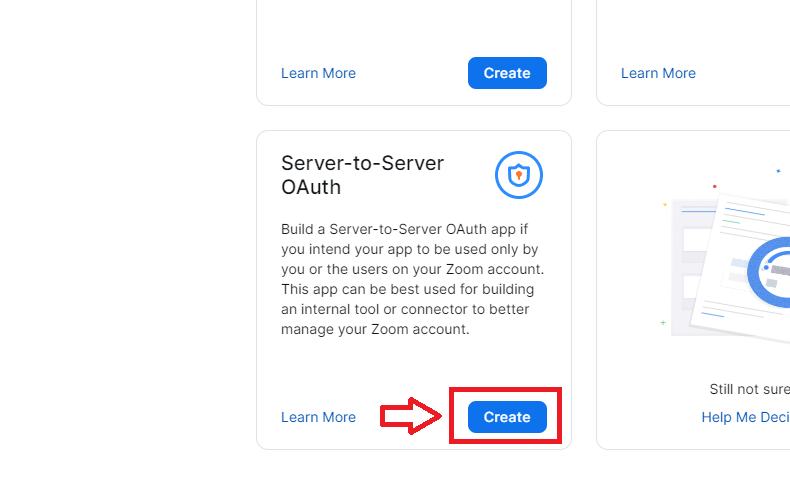 Learn More
Create
Learn More
Server-to-Server
OAuth
Build a Server-to-Server OAuth app if
you intend your app to be used only by
you or the users on your Zoom account.
This app can be best used for building
an internal tool or connector to better
manage your Zoom account.
Learn More
Create
Still not sure
Help Me Deci